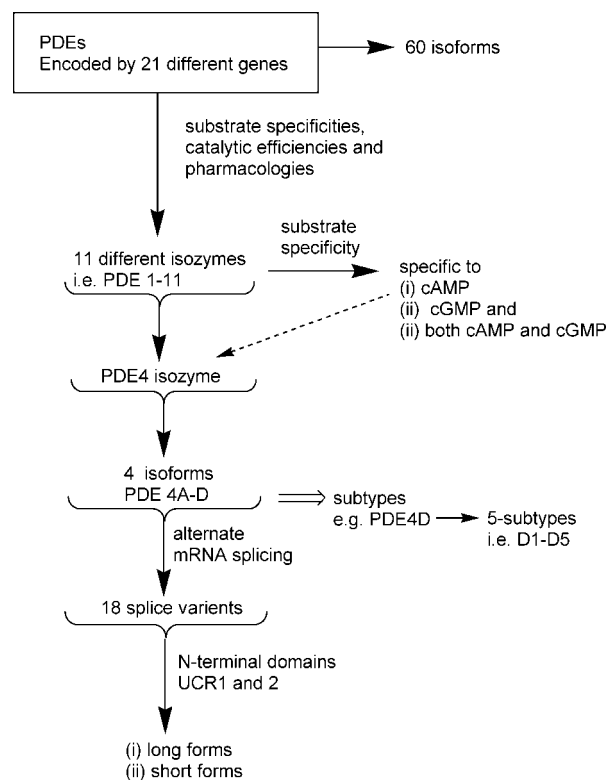 PDEs
Encoded by 21 different genes
60 isoforms
substrate specificities,
catalytic efficiencies and
pharmacologies
11 different isozymes
i.e. PDE 1-11
substrate
specificity
specific to
(i) cAMP
(ii) cGMP and
(ii) both cAMP and cGMP
PDE4 isozyme
4 isoforms
PDE 4A-D
subtypes
e.g. PDE4D
5-subtypes
i.e. D1-D5
alternate
mRNA splicing
18 splice varients
N-terminal domains
UCR1 and 2
(i) long forms
(ii) short forms